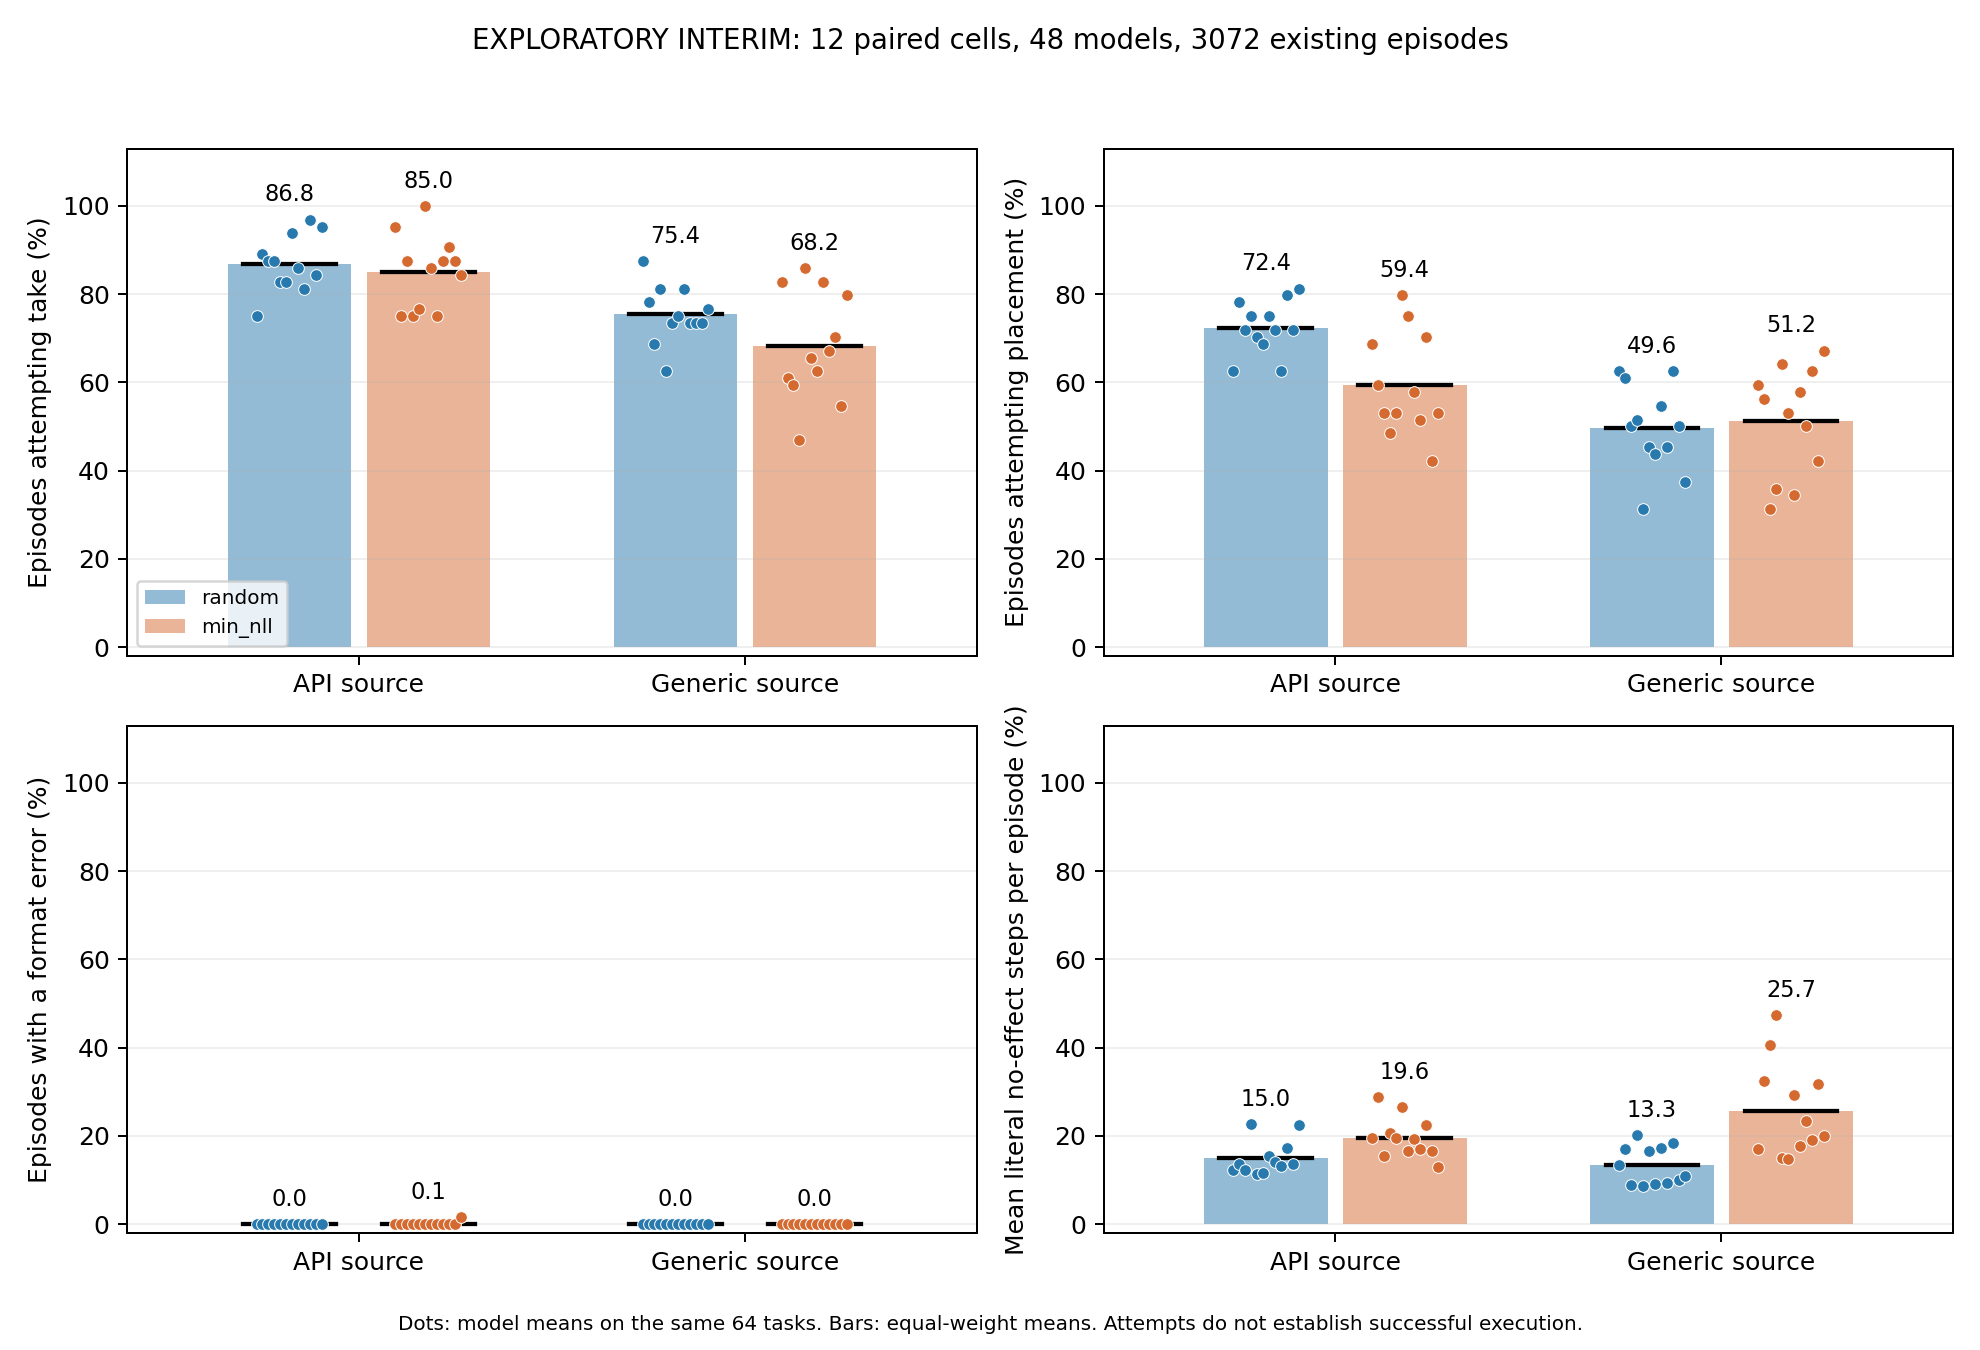 EXPLORATORY INTERIM: 12 paired cells, 48 models, 3072 existing episodes
Episodes attempting take (%)
100
80
60
40
20
0
86.8
85.0
75.4
68.2
random
min_nll
API source
Generic source
Episodes attempting placement (%)
100
80
60
40
20
0
72.4
59.4
49.6
51.2
API source
Generic source
Episodes with a format error (%)
100
80
60
40
20
0
0.0
0.1
0.0
0.0
API source
Generic source
Mean literal no-effect steps per episode (%)
100
80
60
40
20
0
15.0
19.6
13.3
25.7
API source
Generic source
Dots: model means on the same 64 tasks. Bars: equal-weight means. Attempts do not establish successful execution.